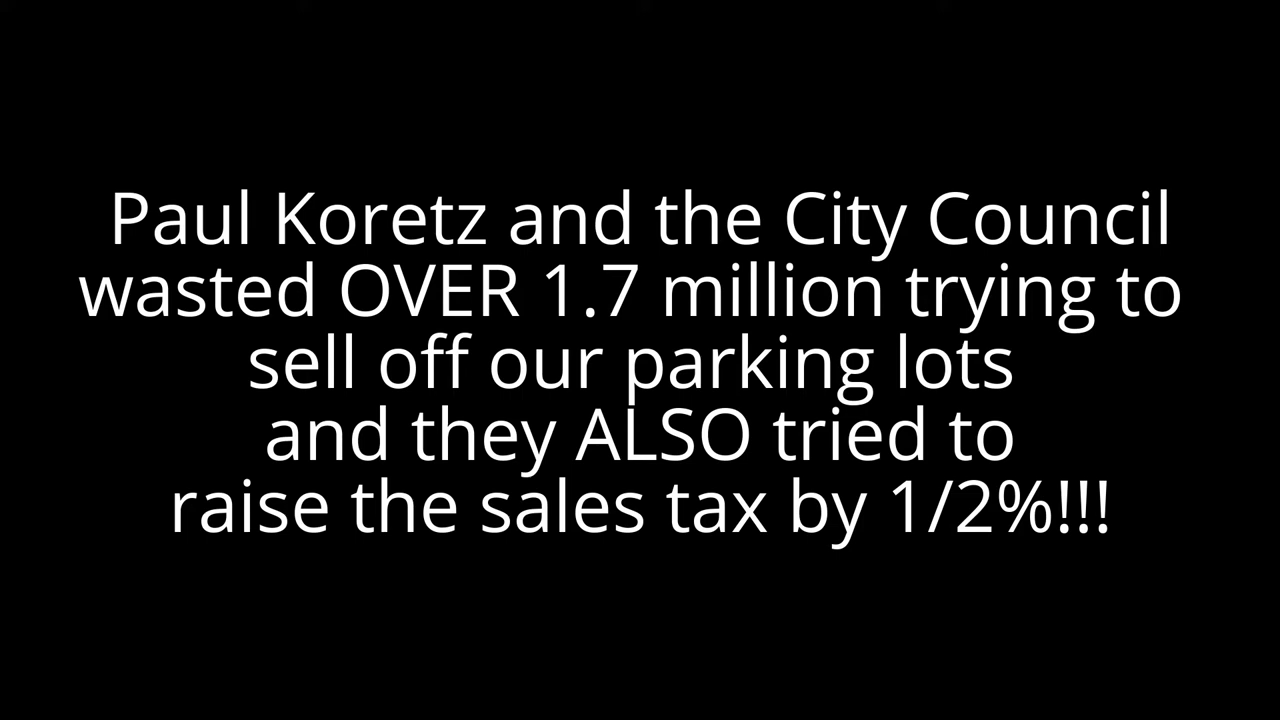 Paul Koretz and the City Council
wasted OVER 1.7 million trying to
sell off our parking lots
and they ALSO tried to
raise the sales tax by 1/2%!!!